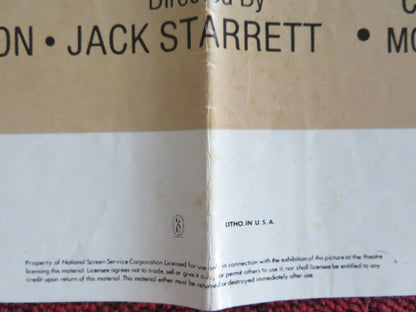 Directed By
ON • JACK STARRETT • MO
C
LITHO IN U.S.A.
Property of National Screen Service Corporation Licensed for use only in connection with the exhibition of this picture at the theatre
licensing this material. Licensee agrees not to trade, sell or give it away, or permit others to use it, nor shall licensee be entitled to any
credit upon return of this material. This material either must be returned or destroyed immediately after use.